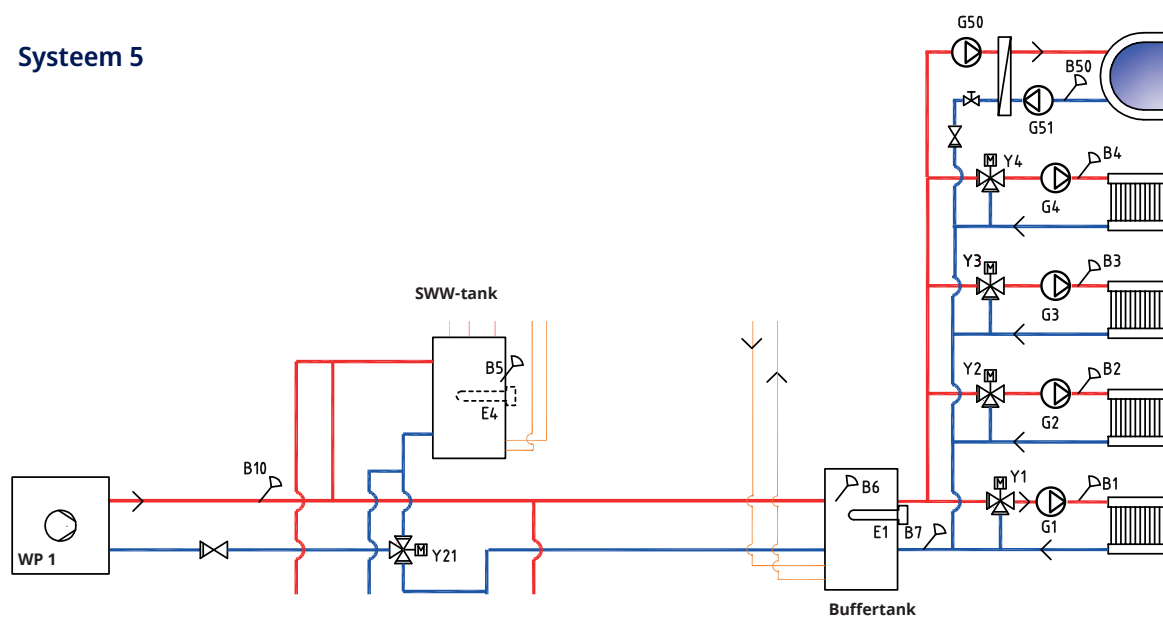 Systeem 5
G50
B50
G51
Y4
B4
G4
Y3
B3
G3
SWW-tank
B5
E4
Y2
B2
G2
B10
B6
Y1
B1
G1
E1
B7
WP 1
M
Y21
M
M
M
M
Buffertank